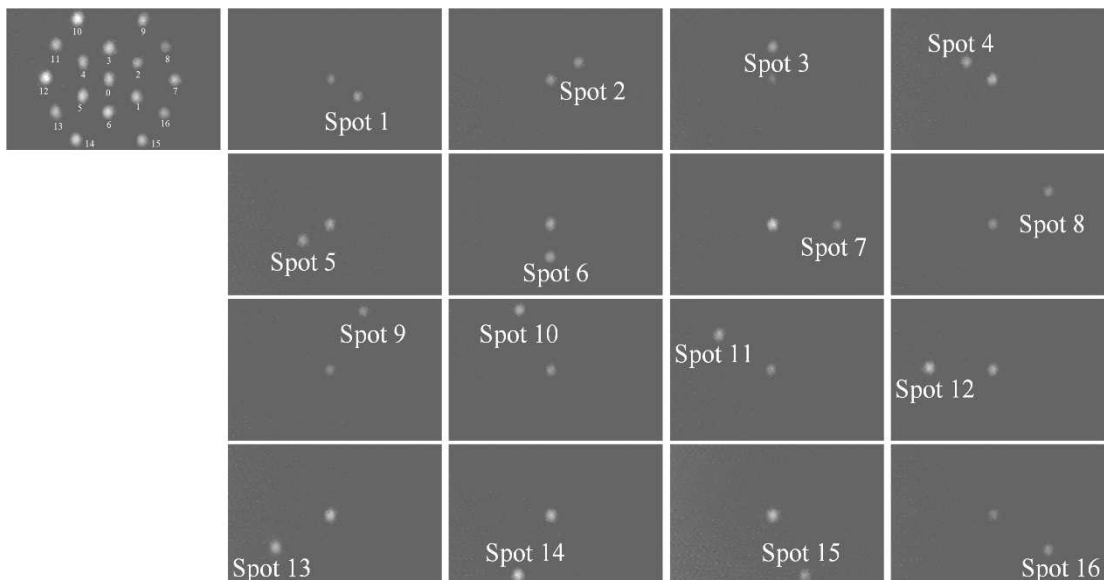 10
9
11
3
8
4
2
12
0
7
5
1
13
6
16
14
15
Spot 1
Spot 2
Spot 3
Spot 4
Spot 5
Spot 6
Spot 7
Spot 8
Spot 9
Spot 10
Spot 11
Spot 12
Spot 13
Spot 14
Spot 15
Spot 16